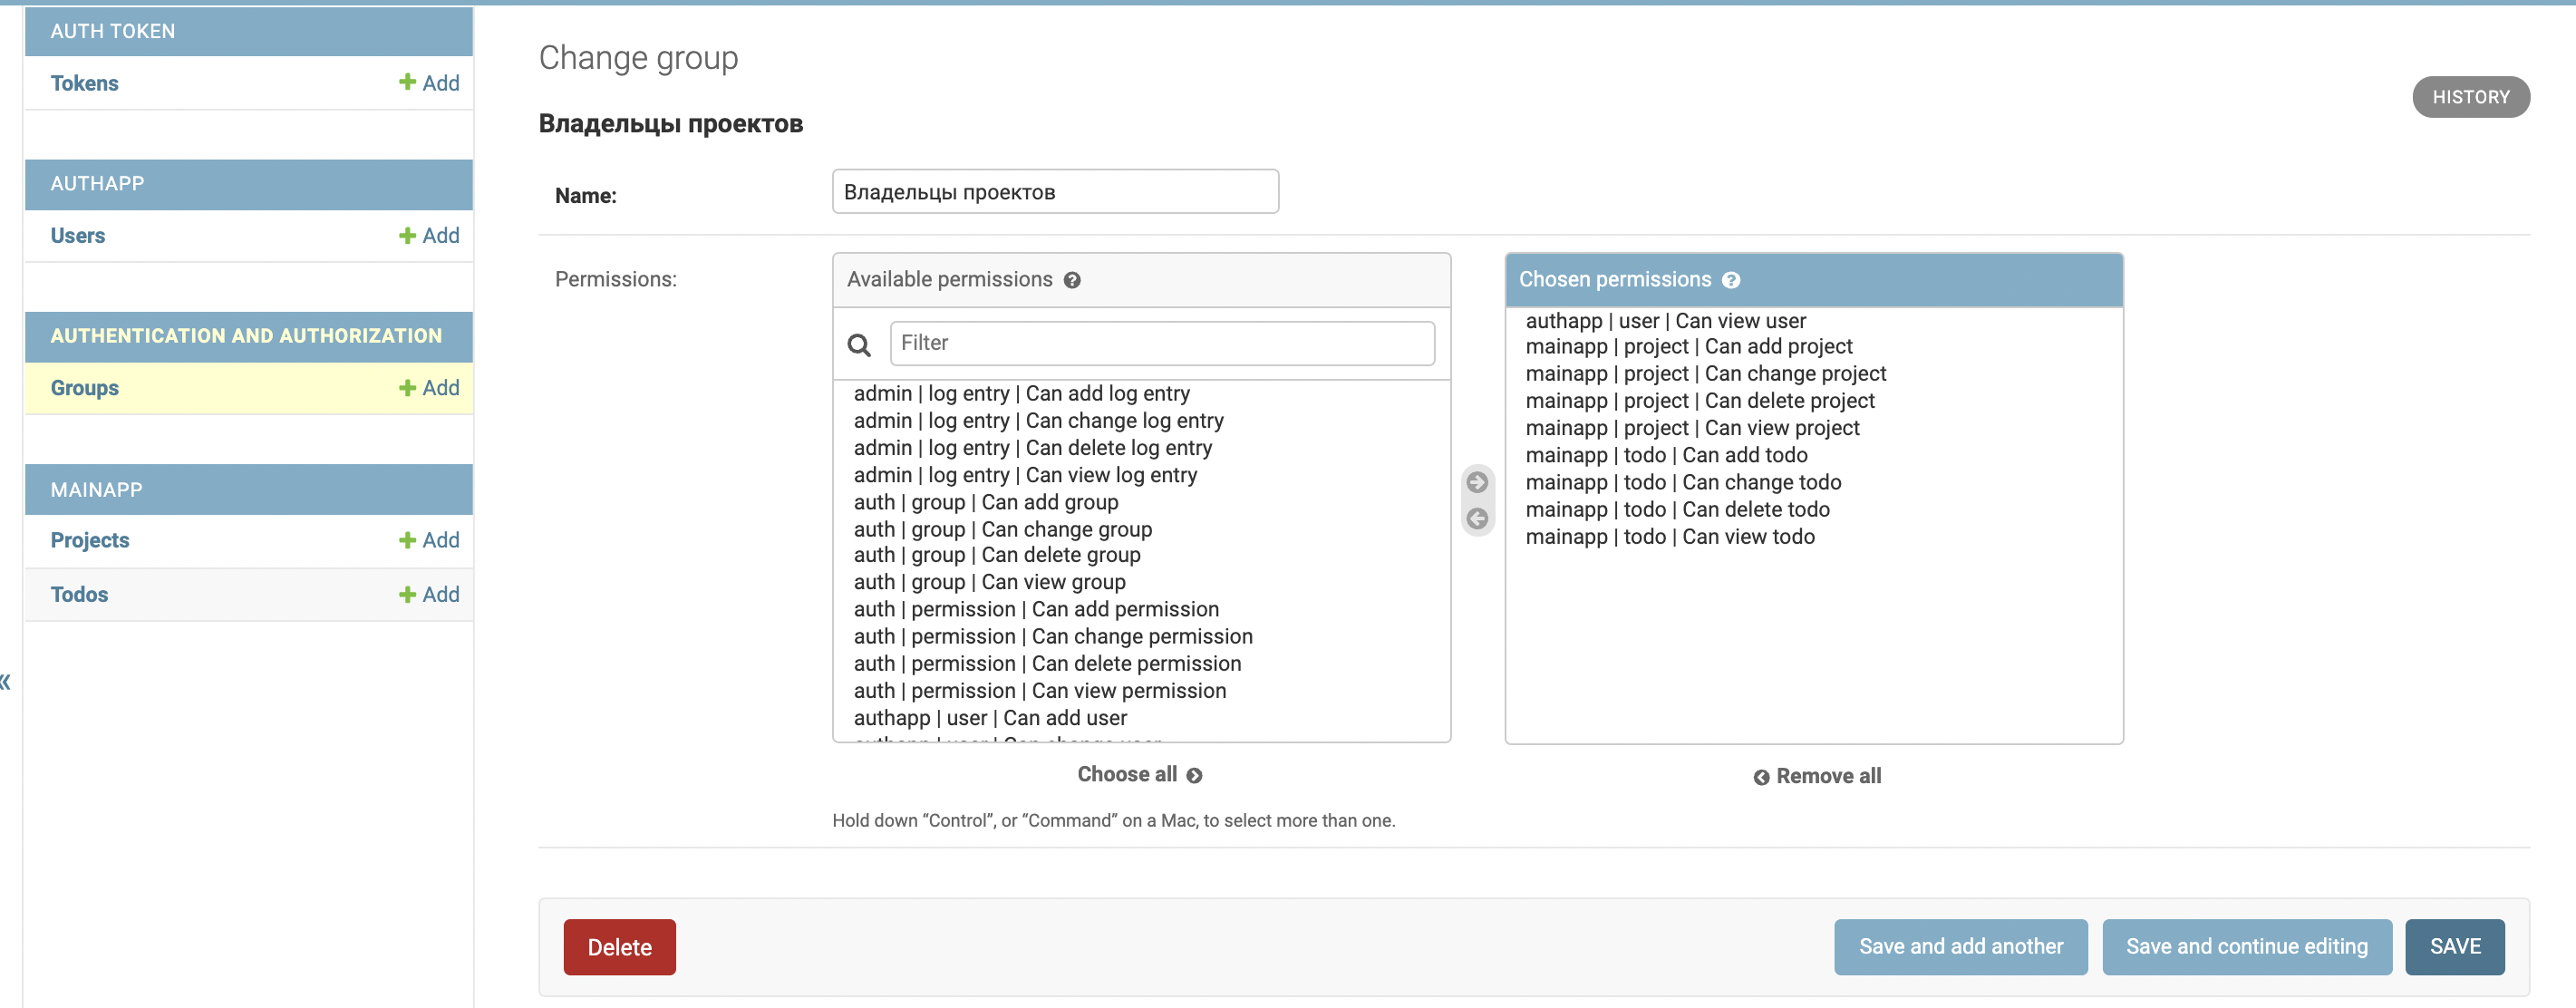 AUTH TOKEN
Tokens
Add
AUTHAPP
Users
Add
AUTHENTICATION AND AUTHORIZATION
Groups
Add
MAINAPP
Projects
Add
Todos
Add
«
Change group
HISTORY
Владельцы проектов
Name:
Владельцы проектов
Permissions:
Available permissions
Filter
admin | log entry | Can add log entry
admin | log entry | Can change log entry
admin | log entry | Can delete log entry
admin | log entry | Can view log entry
auth | group | Can add group
auth | group | Can change group
auth | group | Can delete group
auth | group | Can view group
auth | permission | Can add permission
auth | permission | Can change permission
auth | permission | Can delete permission
auth | permission | Can view permission
authapp | user | Can add user
authapp | user | Can change user
Choose all
Hold down “Control”, or “Command” on a Mac, to select more than one.
Chosen permissions
authapp | user | Can view user
mainapp | project | Can add project
mainapp | project | Can change project
mainapp | project | Can delete project
mainapp | project | Can view project
mainapp | todo | Can add todo
mainapp | todo | Can change todo
mainapp | todo | Can delete todo
mainapp | todo | Can view todo
Remove all
Delete
Save and add another
Save and continue editing
SAVE